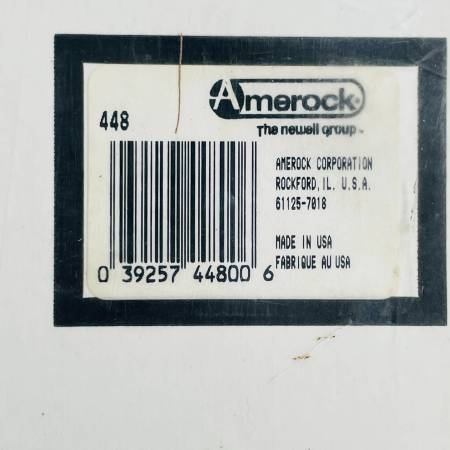 Amerock
The newell group™
448
AMEROCK CORPORATION
ROCKFORD, IL. U.S.A.
61125-7018
MADE IN USA
FABRIQUE AU USA
0 39257 44800 6